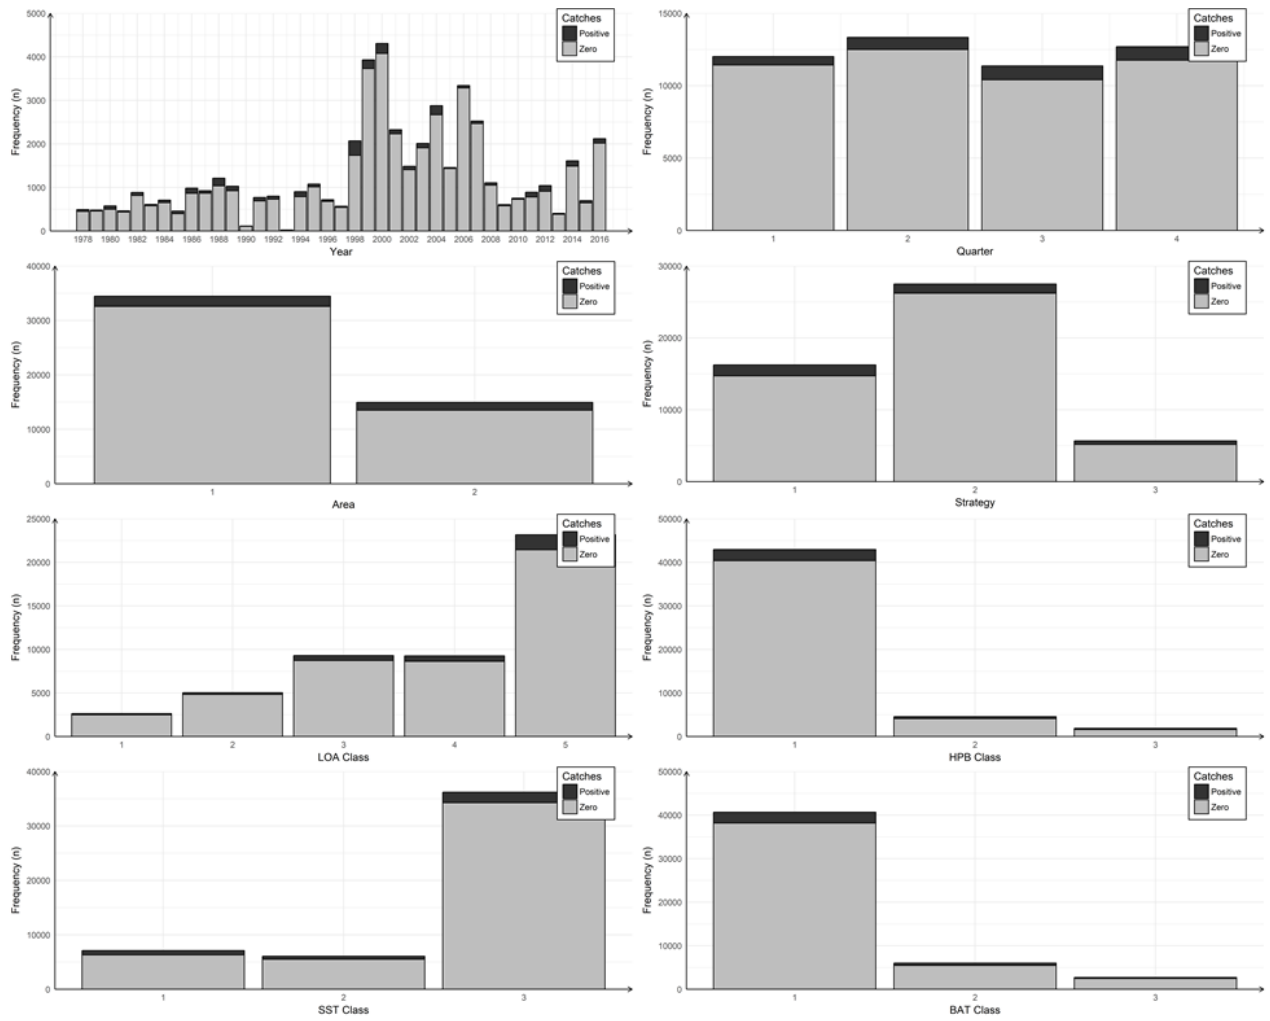 Frequency (n)
5000
4000
3000
2000
1000
0
1978 1980 1982 1984 1986 1988 1990 1992 1994 1996 1998 2000 2002 2004 2006 2008 2010 2012 2014 2016
Year
Catches
Positive
Zero
Frequency (n)
15000
10000
5000
0
1 2 3 4
Quarter
Catches
Positive
Zero
Frequency (n)
40000
30000
20000
10000
0
1 2
Area
Catches
Positive
Zero
Frequency (n)
30000
20000
10000
0
1 2 3
Strategy
Catches
Positive
Zero
Frequency (n)
25000
20000
15000
10000
5000
0
1 2 3 4 5
LOA Class
Catches
Positive
Zero
Frequency (n)
50000
40000
30000
20000
10000
0
1 2 3
HPB Class
Catches
Positive
Zero
Frequency (n)
40000
30000
20000
10000
0
1 2 3
SST Class
Catches
Positive
Zero
Frequency (n)
50000
40000
30000
20000
10000
0
1 2 3
BAT Class
Catches
Positive
Zero